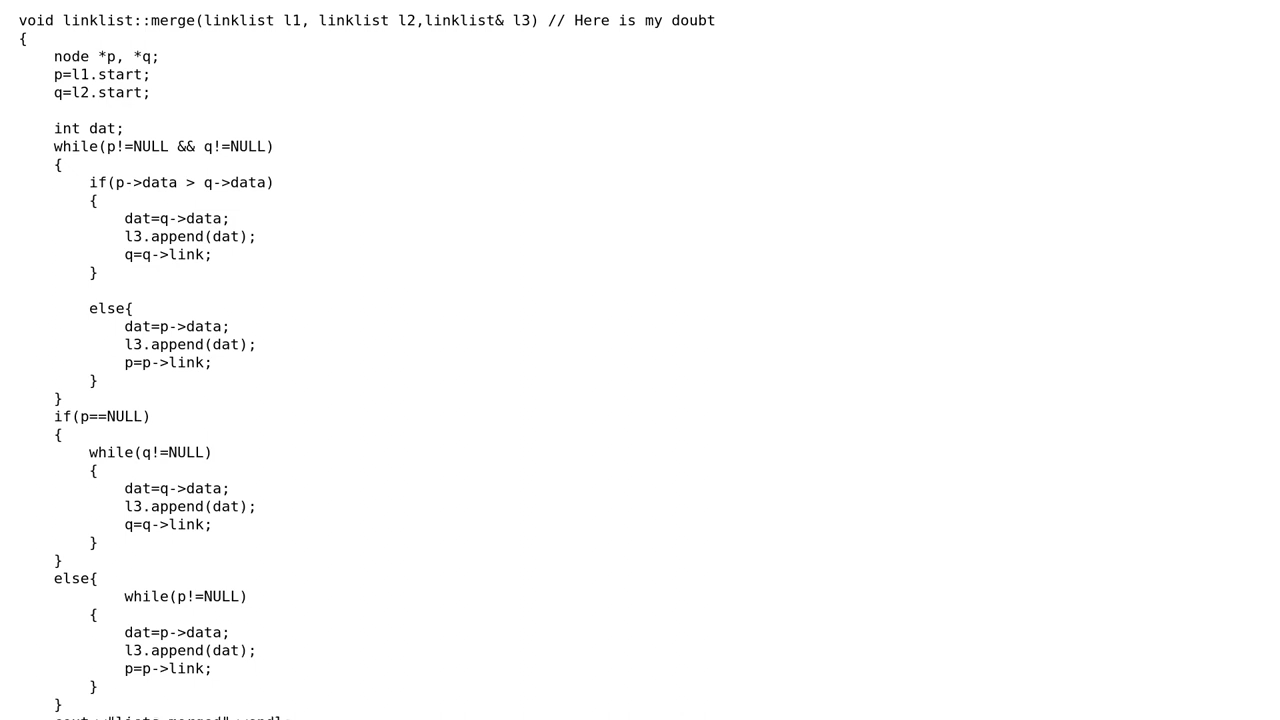 void linklist::merge(linklist l1, linklist l2,linklist& l3) // Here is my doubt
{
    node *p, *q;
    p=l1.start;
    q=l2.start;

    int dat;
    while(p!=NULL && q!=NULL)
    {
        if(p->data > q->data)
        {
            dat=q->data;
            l3.append(dat);
            q=q->link;
        }

        else{
            dat=p->data;
            l3.append(dat);
            p=p->link;
        }
    }
    if(p==NULL)
    {
        while(q!=NULL)
        {
            dat=q->data;
            l3.append(dat);
            q=q->link;
        }
    }
    else{
            while(p!=NULL)
        {
            dat=p->data;
            l3.append(dat);
            p=p->link;
        }
    }